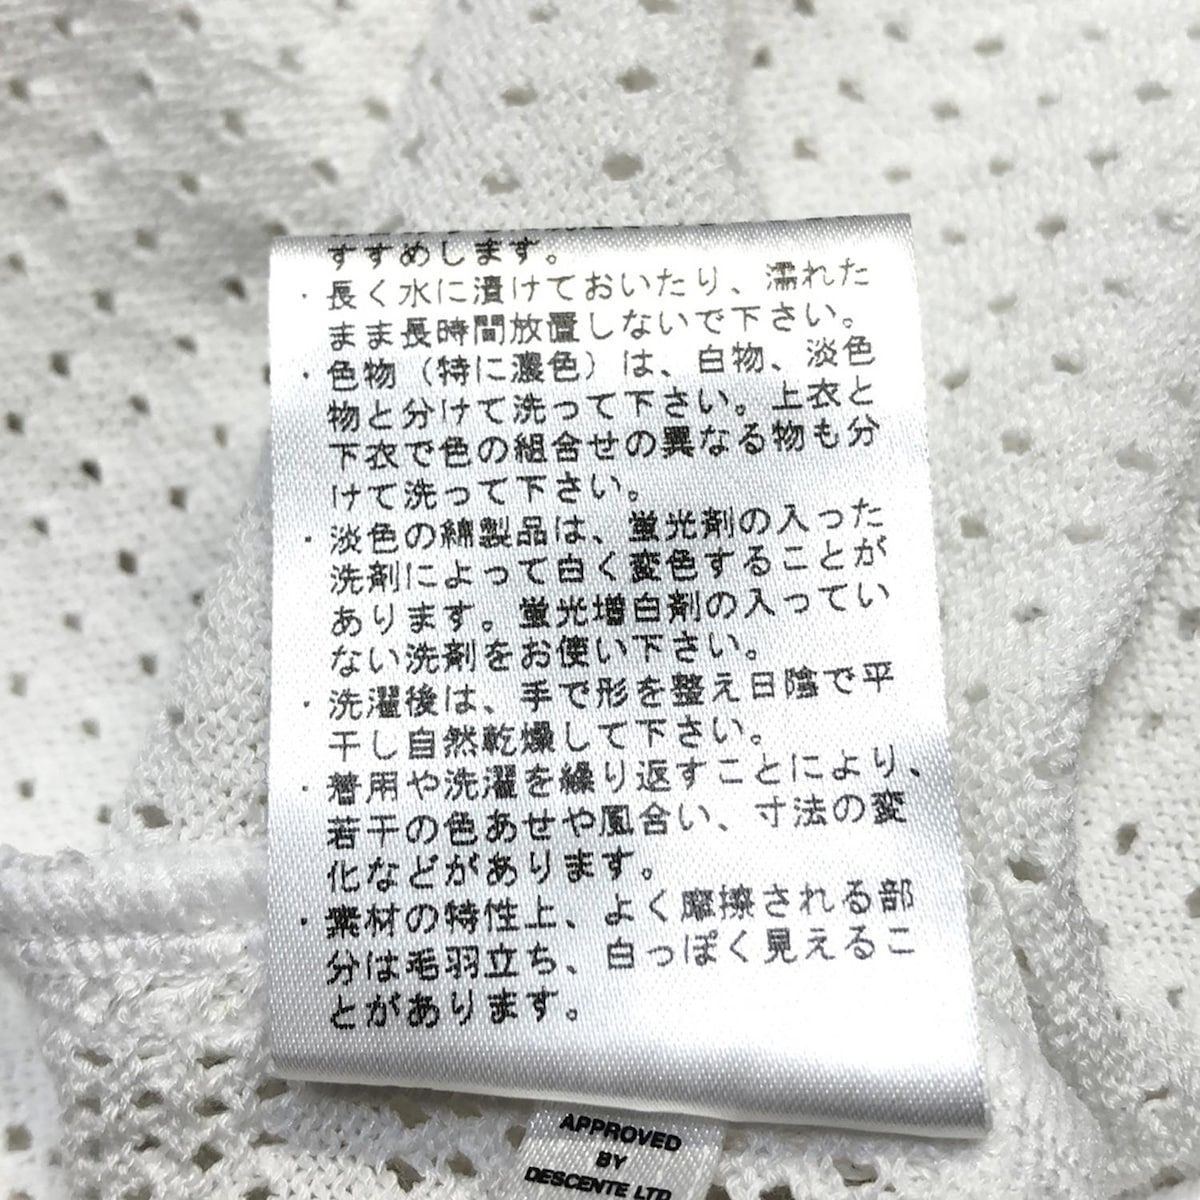 すすめします。
・長く水に漬けておいたり、濡れた
まま長時間放置しないで下さい。
・色物（特に濃色）は、白物、淡色
物と分けて洗って下さい。上衣と
下衣で色の組合せの異なる物も分
けて洗って下さい。
・淡色の綿製品は、蛍光剤の入った
洗剤によって白く変色することが
あります。蛍光増白剤の入ってい
ない洗剤をお使い下さい。
・洗濯後は、手で形を整え日陰で平
干し自然乾燥して下さい。
・着用や洗濯を繰り返すことにより、
若干の色あせや風合い、寸法の変
化などがあります。
・素材の特性上、よく摩擦される部
分は毛羽立ち、白っぽく見えるこ
とがあります。
APPROVED
BY
DESCENTE LTD